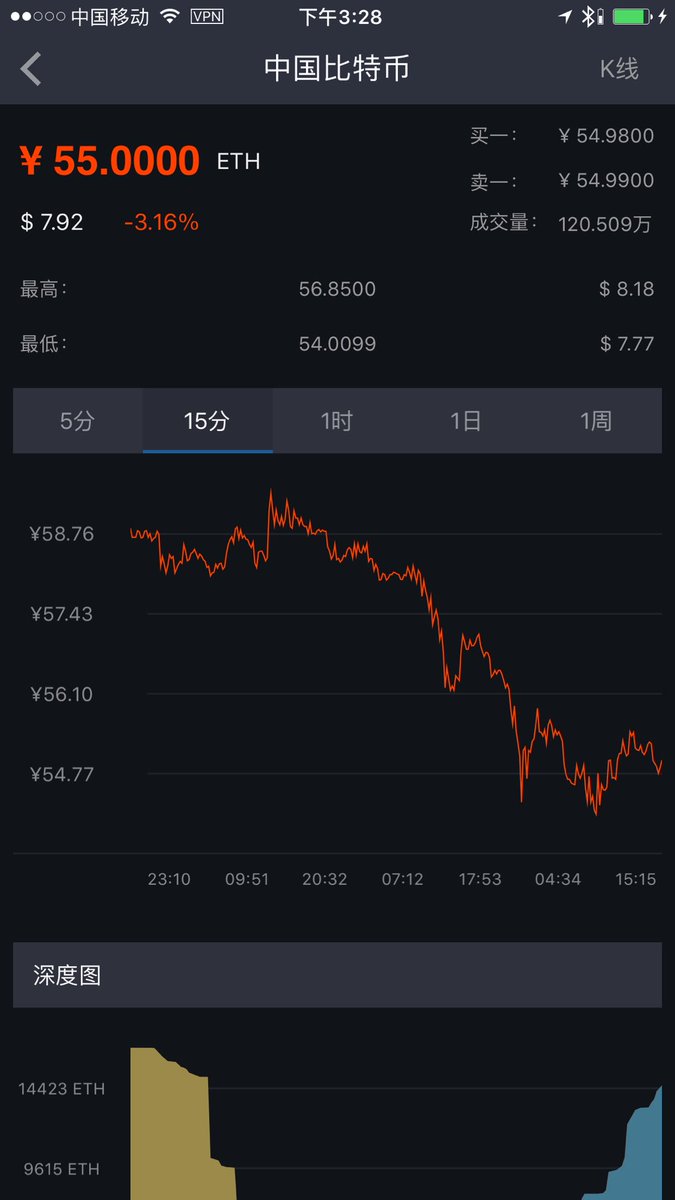 中国移动 VPN 下午3:28
中国比特币 K线
¥ 55.0000 ETH
买一: ¥ 54.9800
卖一: ¥ 54.9900
$ 7.92 -3.16%
成交量: 120.509万
最高: 56.8500 $ 8.18
最低: 54.0099 $ 7.77
5分 15分 1时 1日 1周
¥58.76
¥57.43
¥56.10
¥54.77
23:10 09:51 20:32 07:12 17:53 04:34 15:15
深度图
14423 ETH
9615 ETH